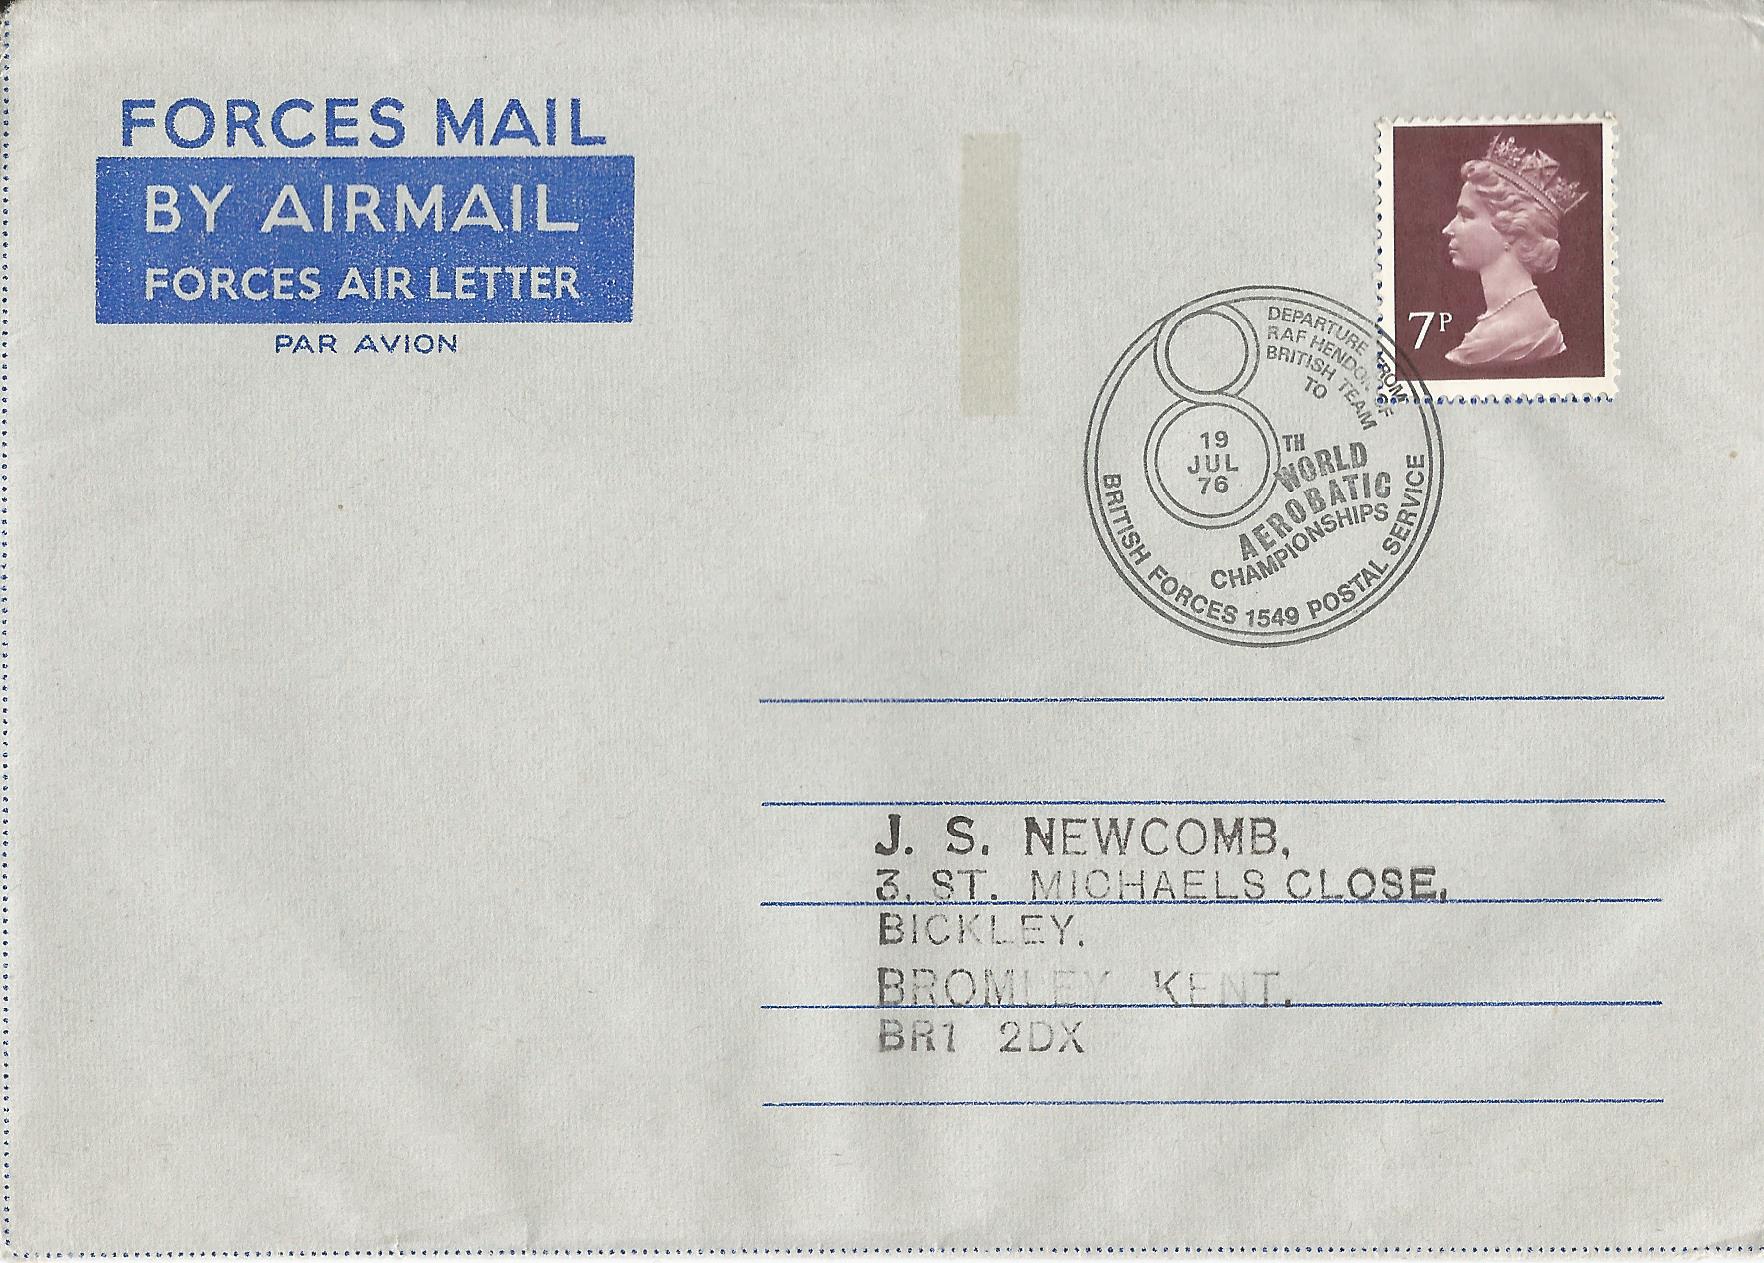 FORCES MAIL
BY AIRMAIL
FORCES AIR LETTER
PAR AVION
7P
DEPARTURE FROM
RAF HENDON OF
BRITISH TEAM
TO
8TH
WORLD
AEROBATIC
CHAMPIONSHIPS
19
JUL
76
BRITISH FORCES 1549 POSTAL SERVICE
J. S. NEWCOMB,
3, ST. MICHAELS CLOSE,
BICKLEY.
BROMLEY KENT.
BR1 2DX